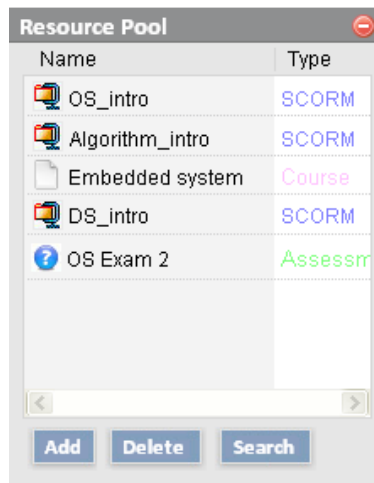 Resource Pool
Name Type
OS_intro SCORM
Algorithm_intro SCORM
Embedded system Course
DS_intro SCORM
OS Exam 2 Assessm
Add Delete Search